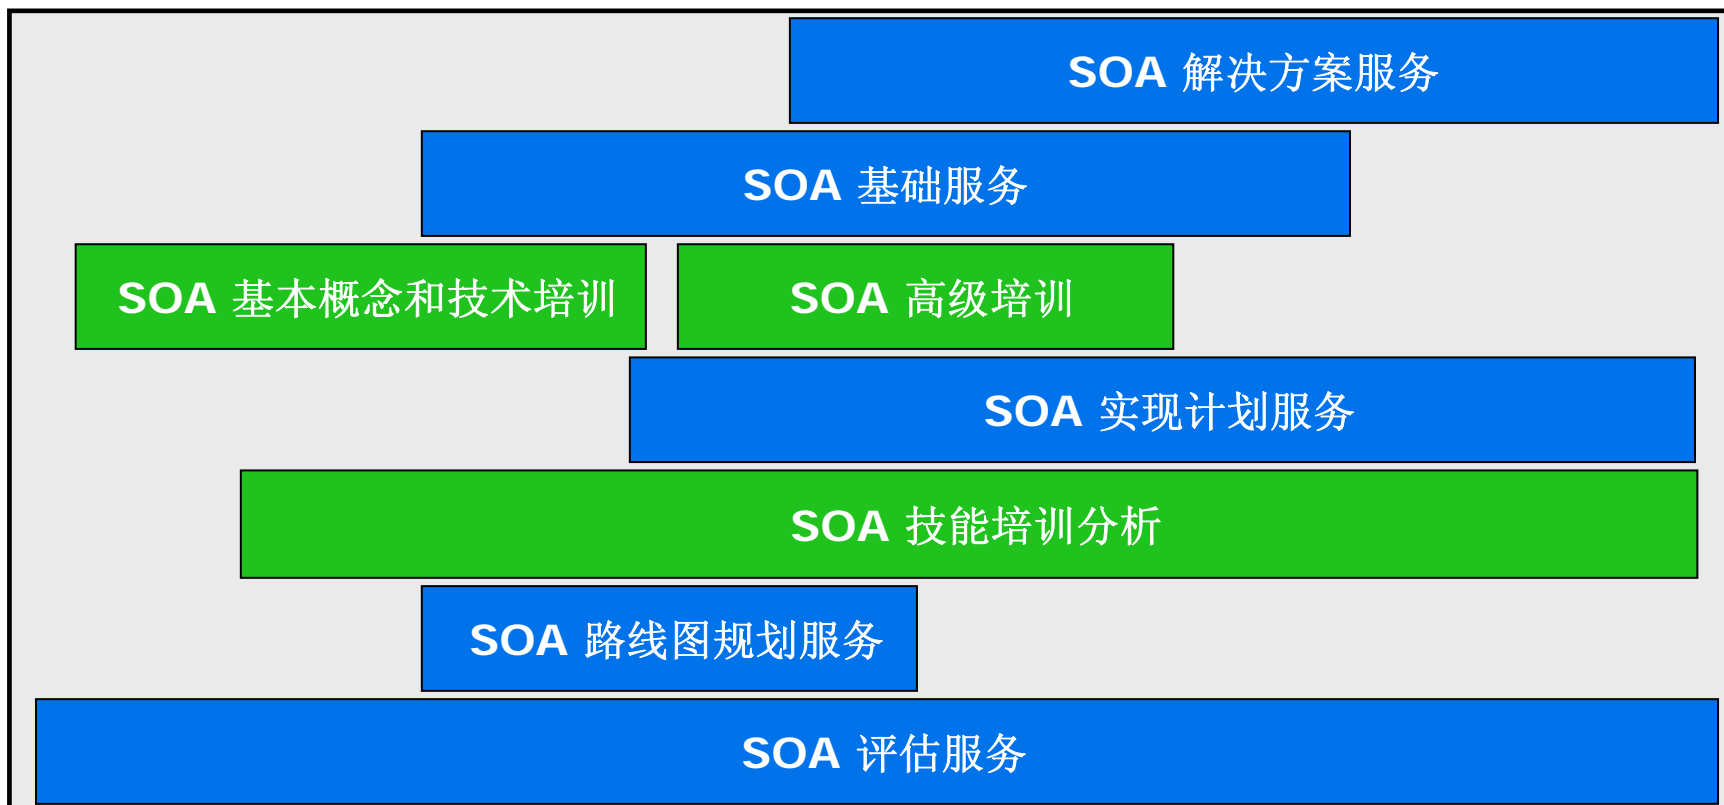 SOA 解决方案服务
SOA 基础服务
SOA 基本概念和技术培训
SOA 高级培训
SOA 实现计划服务
SOA 技能培训分析
SOA 路线图规划服务
SOA 评估服务